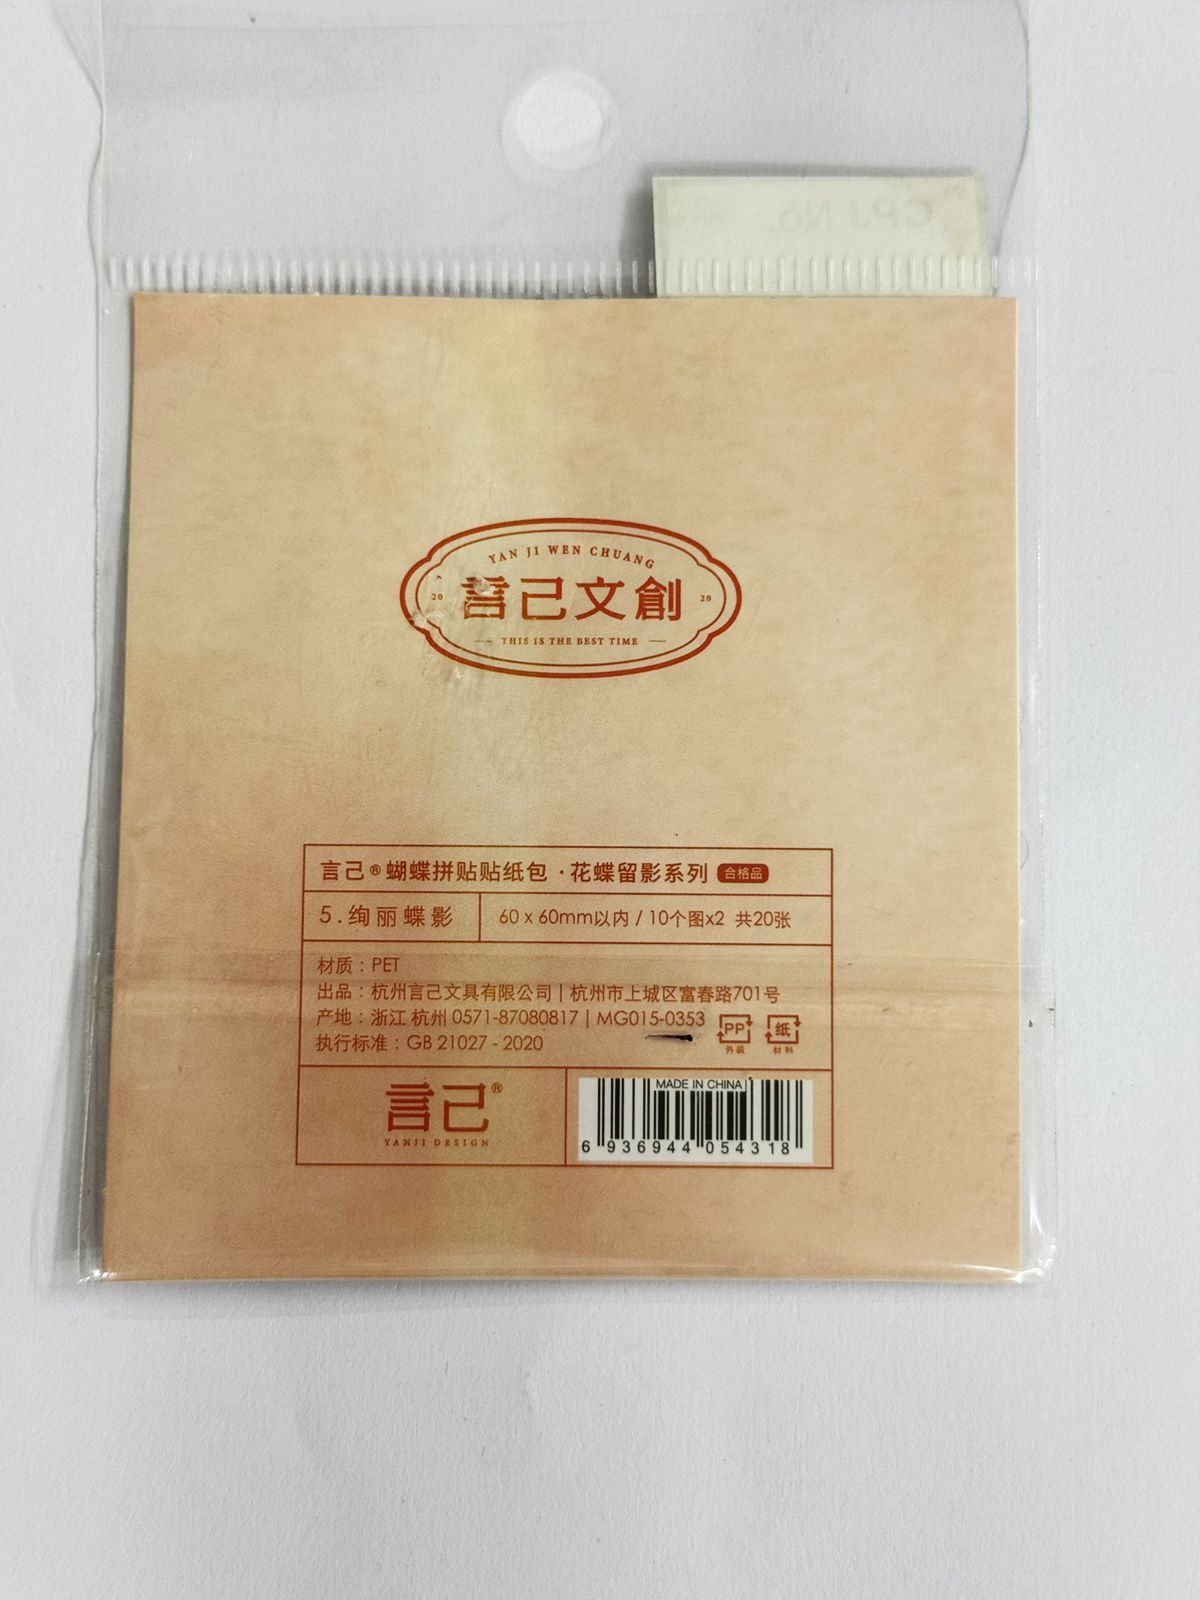 CPJ No.
YAN JI WEN CHUANG
20 言己文創 20
THIS IS THE BEST TIME
言己® 蝴蝶拼贴贴纸包 · 花蝶留影系列 合格品
5.绚丽蝶影 60 x 60mm以内 / 10个图x2 共20张
材质：PET
出品：杭州言己文具有限公司 | 杭州市上城区富春路701号
产地：浙江 杭州 0571-87080817 | MG015-0353
执行标准：GB 21027 - 2020
PP 纸
外装 材料
言己®
YANJI DESIGN
MADE IN CHINA
6 936944 054318